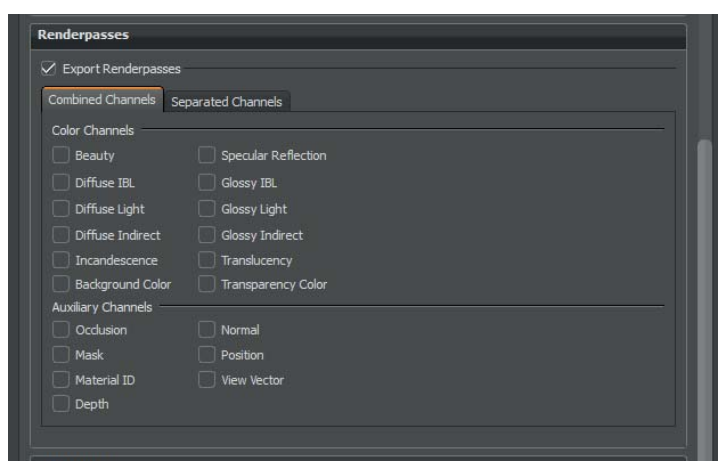 Renderpasses
Export Renderpasses
Combined Channels Separated Channels
Color Channels
Beauty Specular Reflection
Diffuse IBL Glossy IBL
Diffuse Light Glossy Light
Diffuse Indirect Glossy Indirect
Incandescence Translucency
Background Color Transparency Color
Auxiliary Channels
Occlusion Normal
Mask Position
Material ID View Vector
Depth